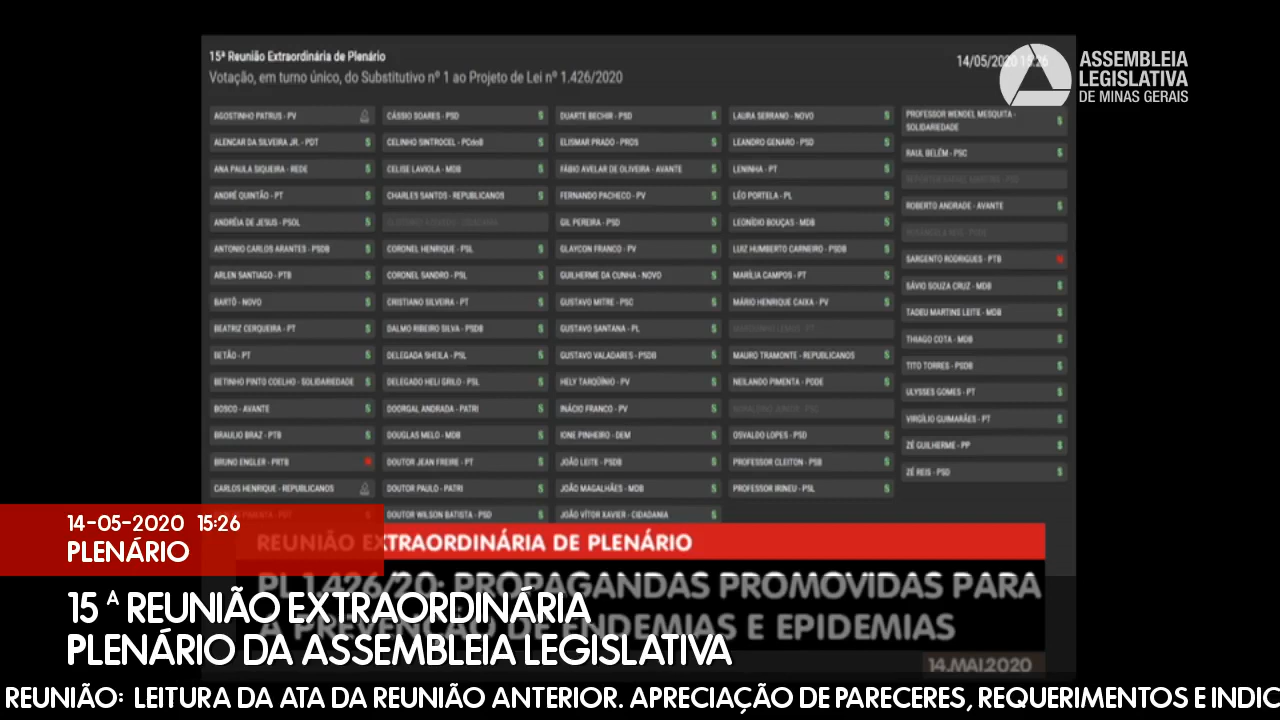 15ª Reunião Extraordinária de Plenário
Votação, em turno único, do Substitutivo nº 1 ao Projeto de Lei nº 1.426/2020
14/05/2020
ASSEMBLEIA
LEGISLATIVA
DE MINAS GERAIS
AGOSTINHO PATRUS - PV
ALENCAR DA SILVEIRA JR. - PDT S
ANA PAULA SIQUEIRA - REDE S
ANDRÉ QUINTÃO - PT S
ANDRÉIA DE JESUS - PSOL S
ANTONIO CARLOS ARANTES - PSDB S
ARLEN SANTIAGO - PTB S
BARTÔ - NOVO S
BEATRIZ CERQUEIRA - PT S
BETÃO - PT S
BETINHO PINTO COELHO - SOLIDARIEDADE S
BOSCO - AVANTE S
BRAULIO BRAZ - PTB S
BRUNO ENGLER - PRTB
CARLOS HENRIQUE - REPUBLICANOS
CÁSSIO SOARES - PSD S
CELINHO SINTROCEL - PCdoB S
CELISE LAVIOLA - MDB S
CHARLES SANTOS - REPUBLICANOS S
CORONEL HENRIQUE - PSL S
CORONEL SANDRO - PSL S
CRISTIANO SILVEIRA - PT S
DALMO RIBEIRO SILVA - PSDB S
DELEGADA SHEILA - PSL S
DELEGADO HELI GRILO - PSL S
DOORGAL ANDRADA - PATRI S
DOUGLAS MELO - MDB S
DOUTOR JEAN FREIRE - PT S
DOUTOR PAULO - PATRI S
DOUTOR WILSON BATISTA - PSD S
DUARTE BECHIR - PSD S
ELISMAR PRADO - PROS S
FÁBIO AVELAR DE OLIVEIRA - AVANTE S
FERNANDO PACHECO - PV S
GIL PEREIRA - PSD S
GLAYCON FRANCO - PV S
GUILHERME DA CUNHA - NOVO S
GUSTAVO MITRE - PSC S
GUSTAVO SANTANA - PL S
GUSTAVO VALADARES - PSDB S
HELY TARQÜÍNIO - PV S
INÁCIO FRANCO - PV S
IONE PINHEIRO - DEM S
JOÃO LEITE - PSDB S
JOÃO MAGALHÃES - MDB S
JOÃO VÍTOR XAVIER - CIDADANIA S
LAURA SERRANO - NOVO S
LEANDRO GENARO - PSD S
LENINHA - PT S
LÉO PORTELA - PL S
LEONÍDIO BOUÇAS - MDB S
LUIZ HUMBERTO CARNEIRO - PSDB S
MARÍLIA CAMPOS - PT S
MÁRIO HENRIQUE CAIXA - PV S
MAURO TRAMONTE - REPUBLICANOS S
NEILANDO PIMENTA - PODE S
OSVALDO LOPES - PSD S
PROFESSOR CLEITON - PSB S
PROFESSOR IRINEU - PSL S
PROFESSOR WENDEL MESQUITA -
SOLIDARIEDADE S
RAUL BELÉM - PSC S
ROBERTO ANDRADE - AVANTE S
SARGENTO RODRIGUES - PTB N
SÁVIO SOUZA CRUZ - MDB S
TADEU MARTINS LEITE - MDB S
THIAGO COTA - MDB S
TITO TORRES - PSDB S
ULYSSES GOMES - PT S
VIRGÍLIO GUIMARÃES - PT S
ZÉ GUILHERME - PP S
ZÉ REIS - PSD S
REUNIÃO EXTRAORDINÁRIA DE PLENÁRIO
PL 1.426/20: PROPAGANDAS PROMOVIDAS PARA
A PREVENÇÃO DE ENDEMIAS E EPIDEMIAS
14.MAI.2020
14-05-2020 15:26
PLENÁRIO
15 ª REUNIÃO EXTRAORDINÁRIA
PLENÁRIO DA ASSEMBLEIA LEGISLATIVA
REUNIÃO: LEITURA DA ATA DA REUNIÃO ANTERIOR. APRECIAÇÃO DE PARECERES, REQUERIMENTOS E INDIC